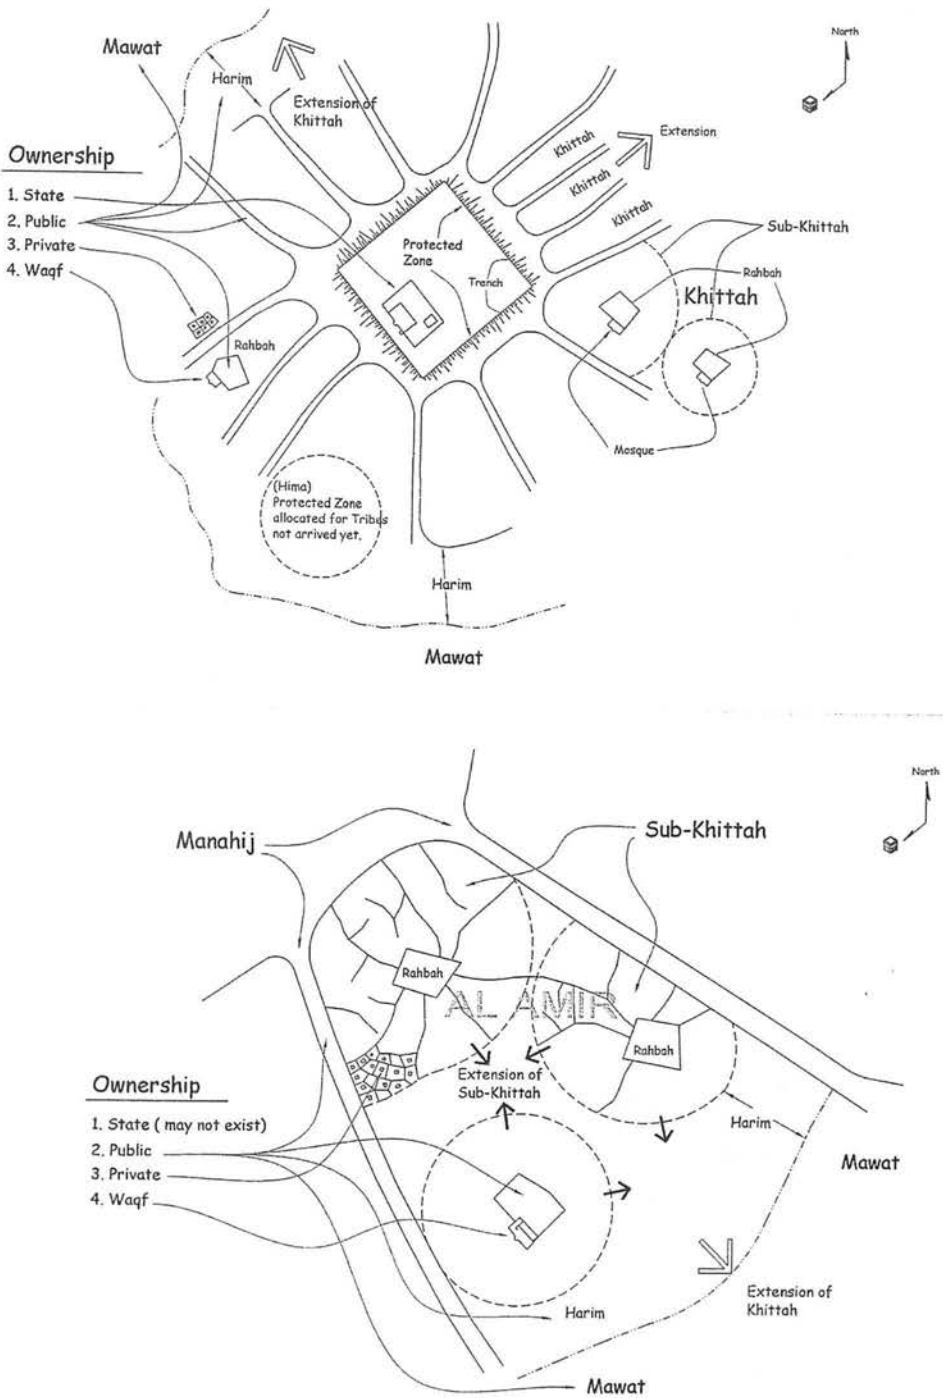 Mawat
Harim
Extension of
Khittah
North
Khittah
Extension
Khittah
Khittah
Ownership
1. State
2. Public
3. Private
4. Waqf
Protected
Zone
Trench
Sub-Khittah
Rahbah
Khittah
Rahbah
Mosque
(Hima)
Protected Zone
allocated for Tribes
not arrived yet.
Harim
Mawat
North
Manahij
Sub-Khittah
Rahbah
AL AMIR
Rahbah
Extension of
Sub-Khittah
Ownership
1. State ( may not exist)
2. Public
3. Private
4. Waqf
Harim
Mawat
Extension of
Khittah
Harim
Mawat